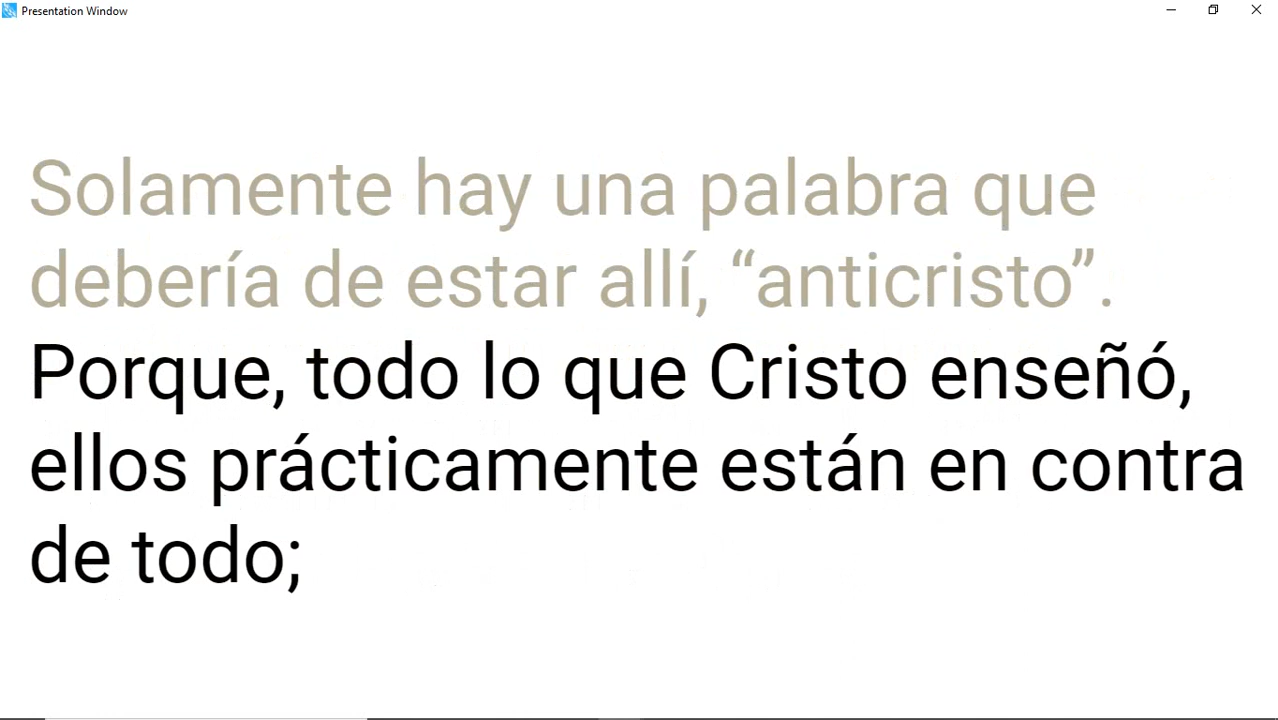 Presentation Window
Solamente hay una palabra que
debería de estar allí, “anticristo”.
Porque, todo lo que Cristo enseñó,
ellos prácticamente están en contra
de todo;